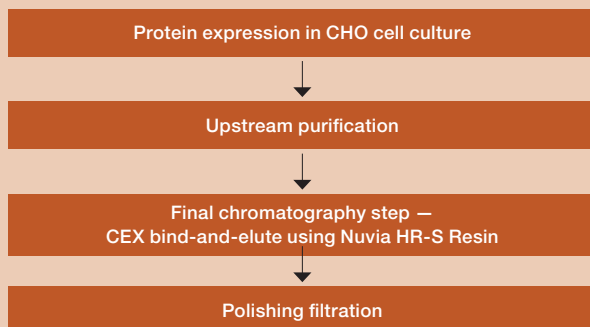 Protein expression in CHO cell culture
Upstream purification
Final chromatography step —
CEX bind-and-elute using Nuvia HR-S Resin
Polishing filtration